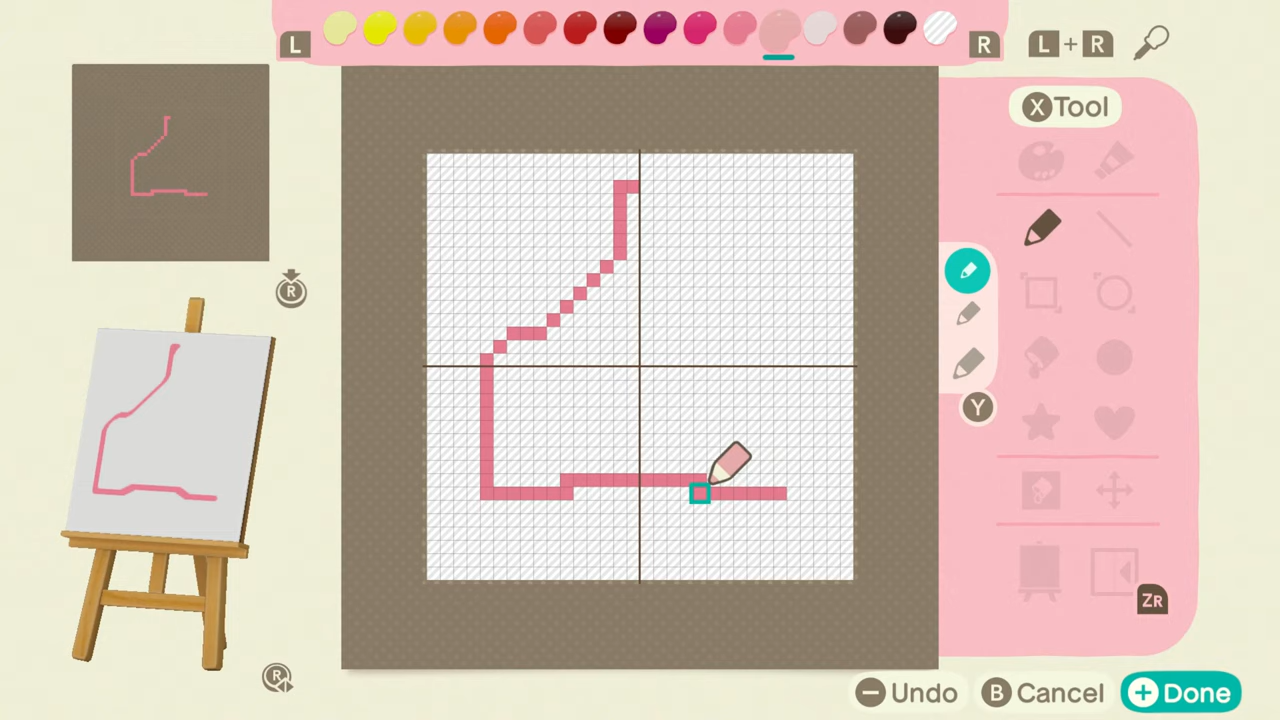 L
R
L + R
X Tool
R
Y
ZR
R
− Undo
B Cancel
+ Done